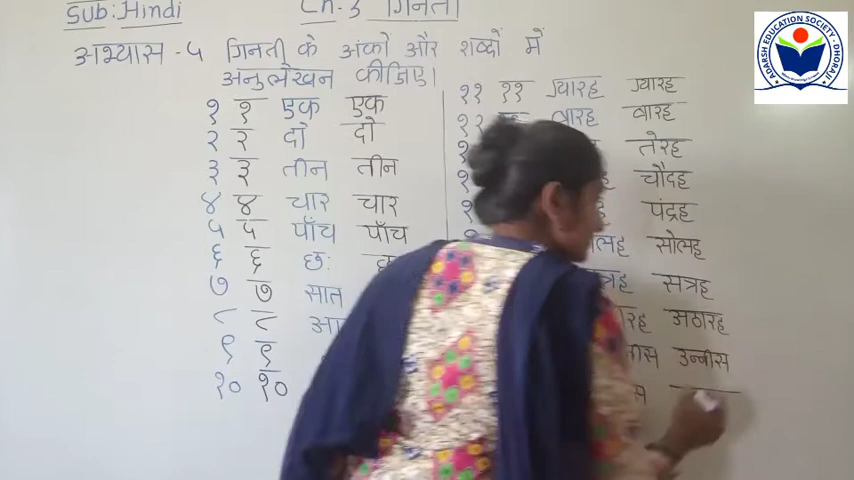 Sub: Hindi
Ch-3 गिनती
अभ्यास - ५ गिनती के अंकों और शब्दों में
अनुलेखन कीजिए।
१ १ एक एक
२ २ दो दो
३ ३ तीन तीन
४ ४ चार चार
५ ५ पाँच पाँच
६ ६ छः
७ ७ सात
८ ८
९ ९
१० १०
११ ११ ग्यारह ग्यारह
१२ बारह बारह
तेरह
चौदह
पंद्रह
सोलह
सत्रह
अठारह
उन्नीस
ADARSH EDUCATION SOCIETY - DHORAJI